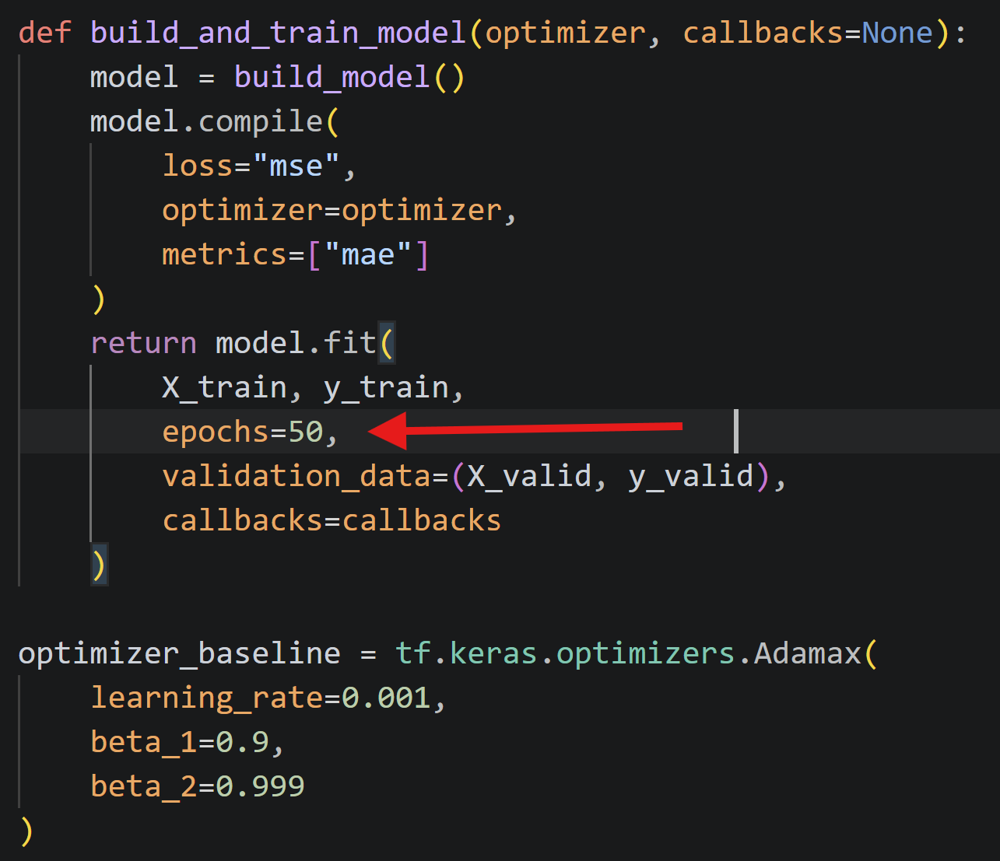 def build_and_train_model(optimizer, callbacks=None):
    model = build_model()
    model.compile(
        loss="mse",
        optimizer=optimizer,
        metrics=["mae"]
    )
    return model.fit(
        X_train, y_train,
        epochs=50,
        validation_data=(X_valid, y_valid),
        callbacks=callbacks
    )

optimizer_baseline = tf.keras.optimizers.Adamax(
    learning_rate=0.001,
    beta_1=0.9,
    beta_2=0.999
)